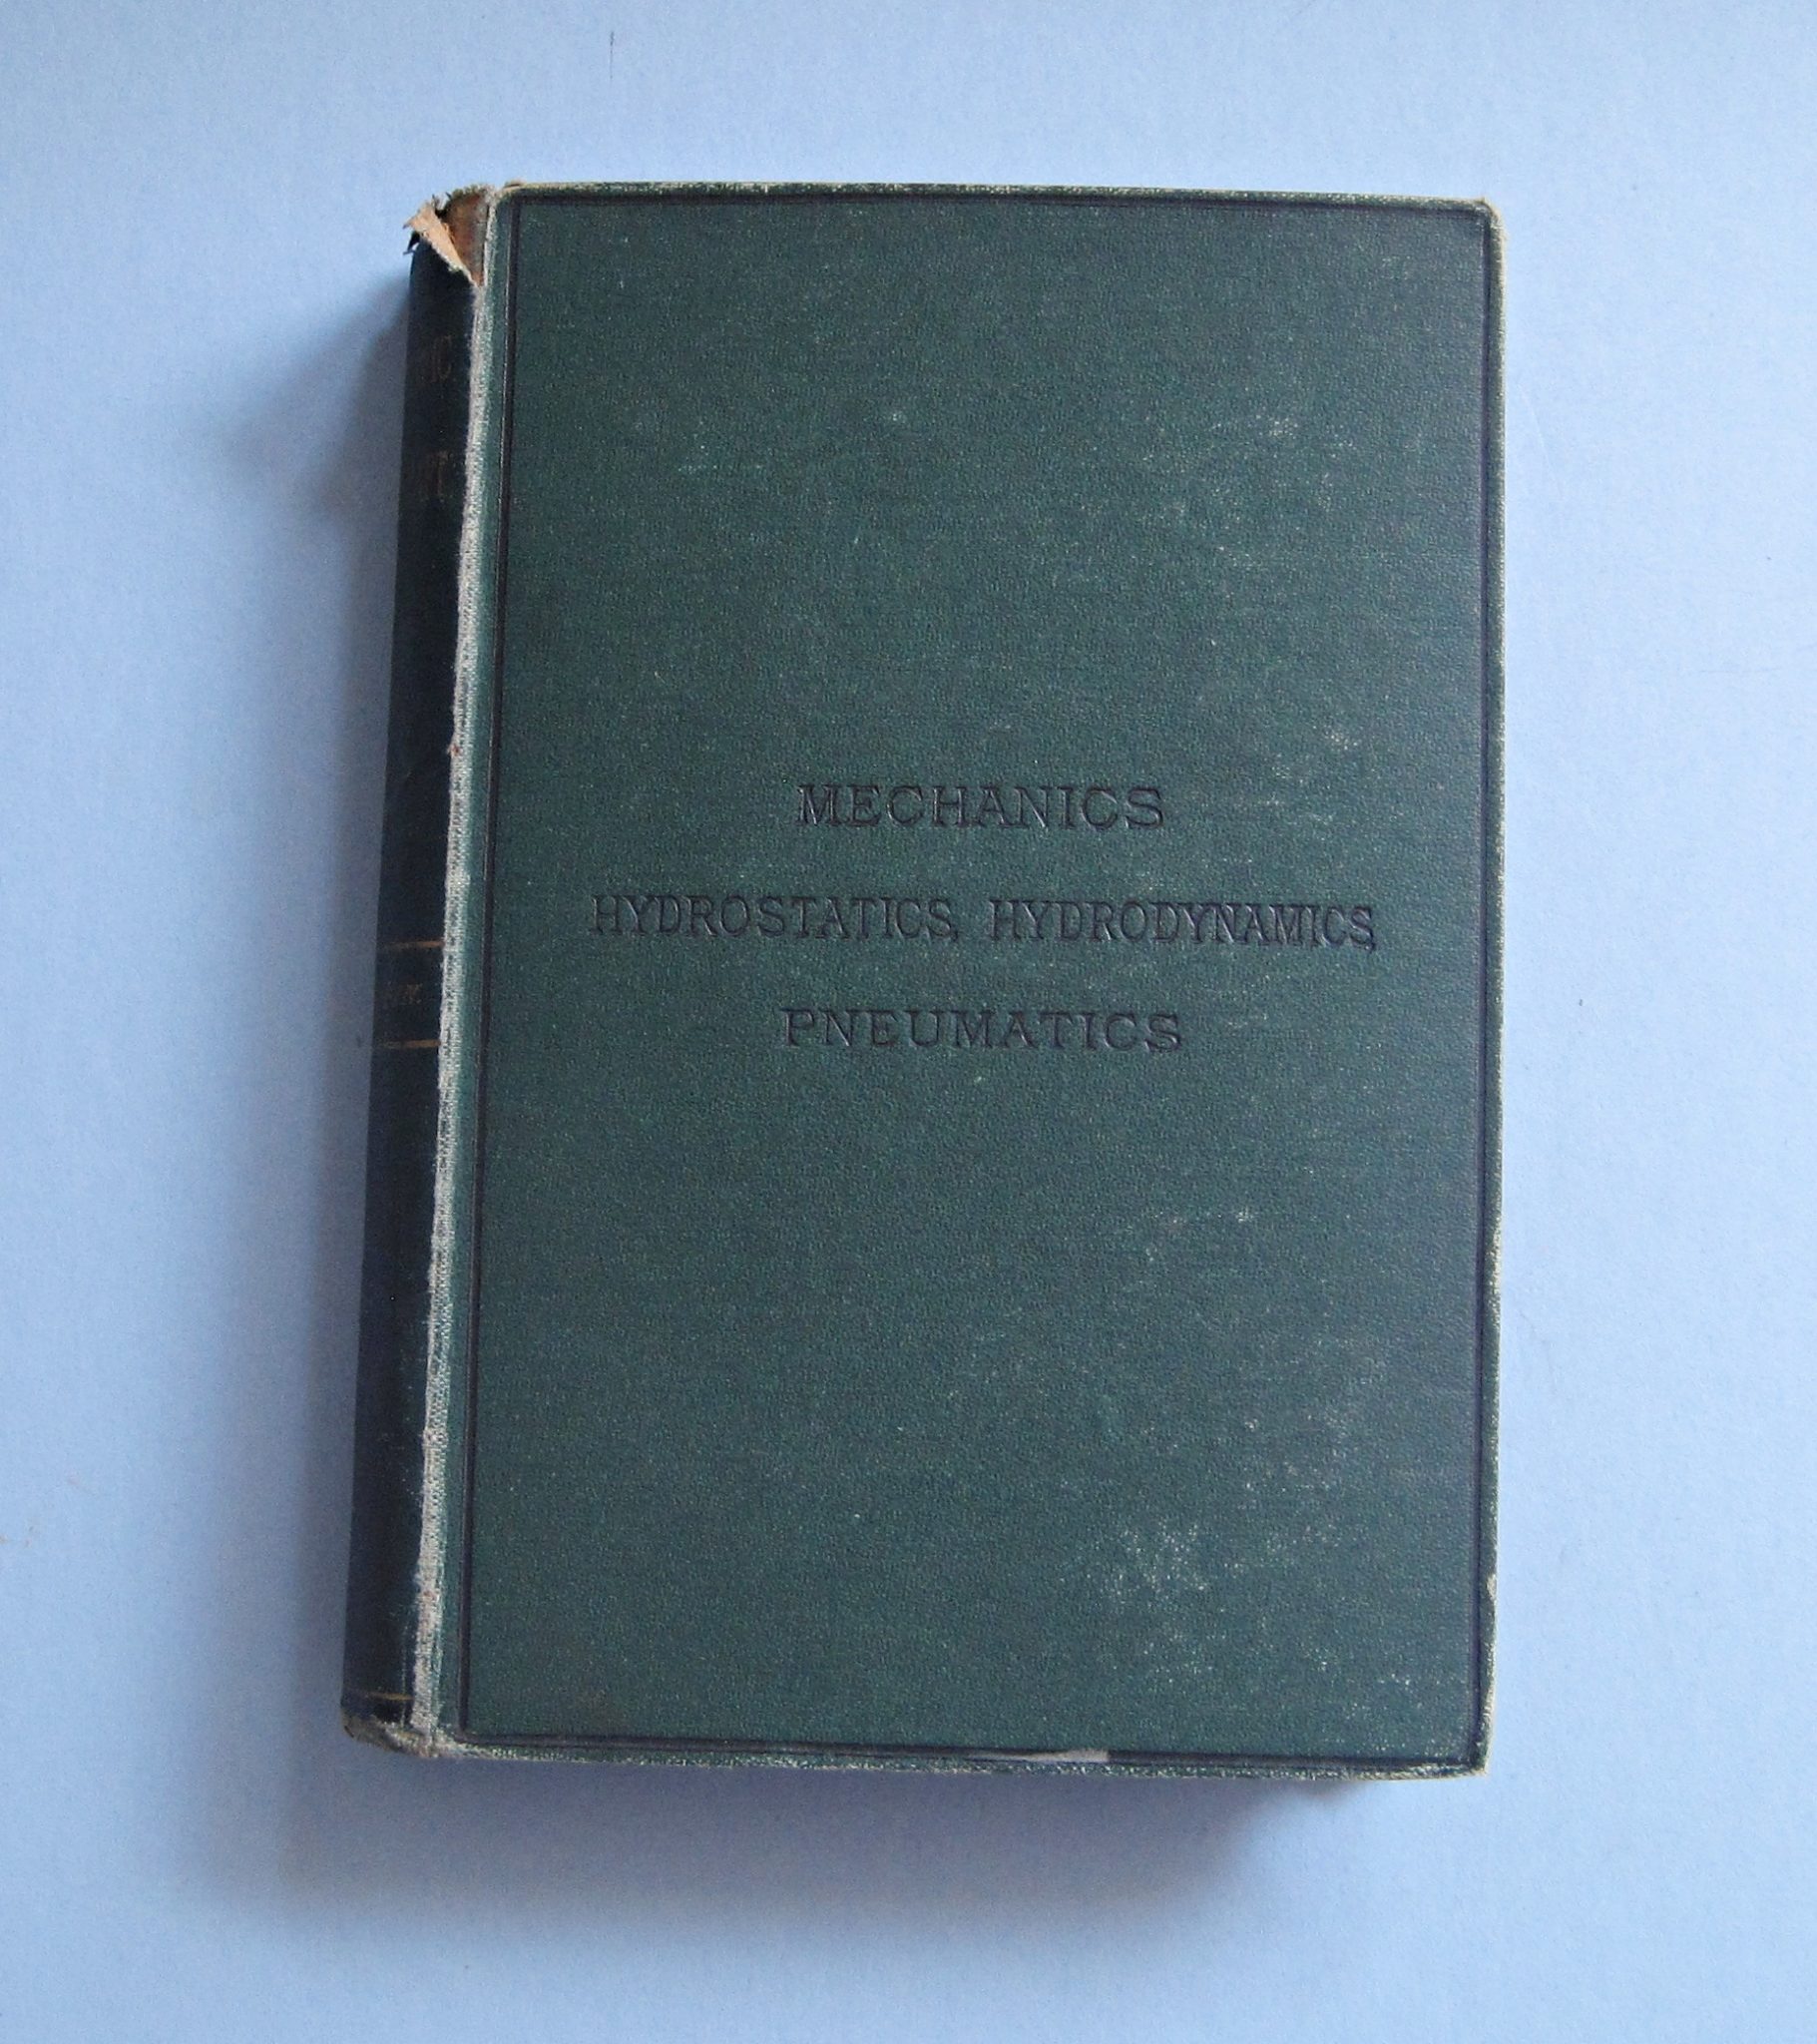 MECHANICS
HYDROSTATICS, HYDRODYNAMICS,
PNEUMATICS